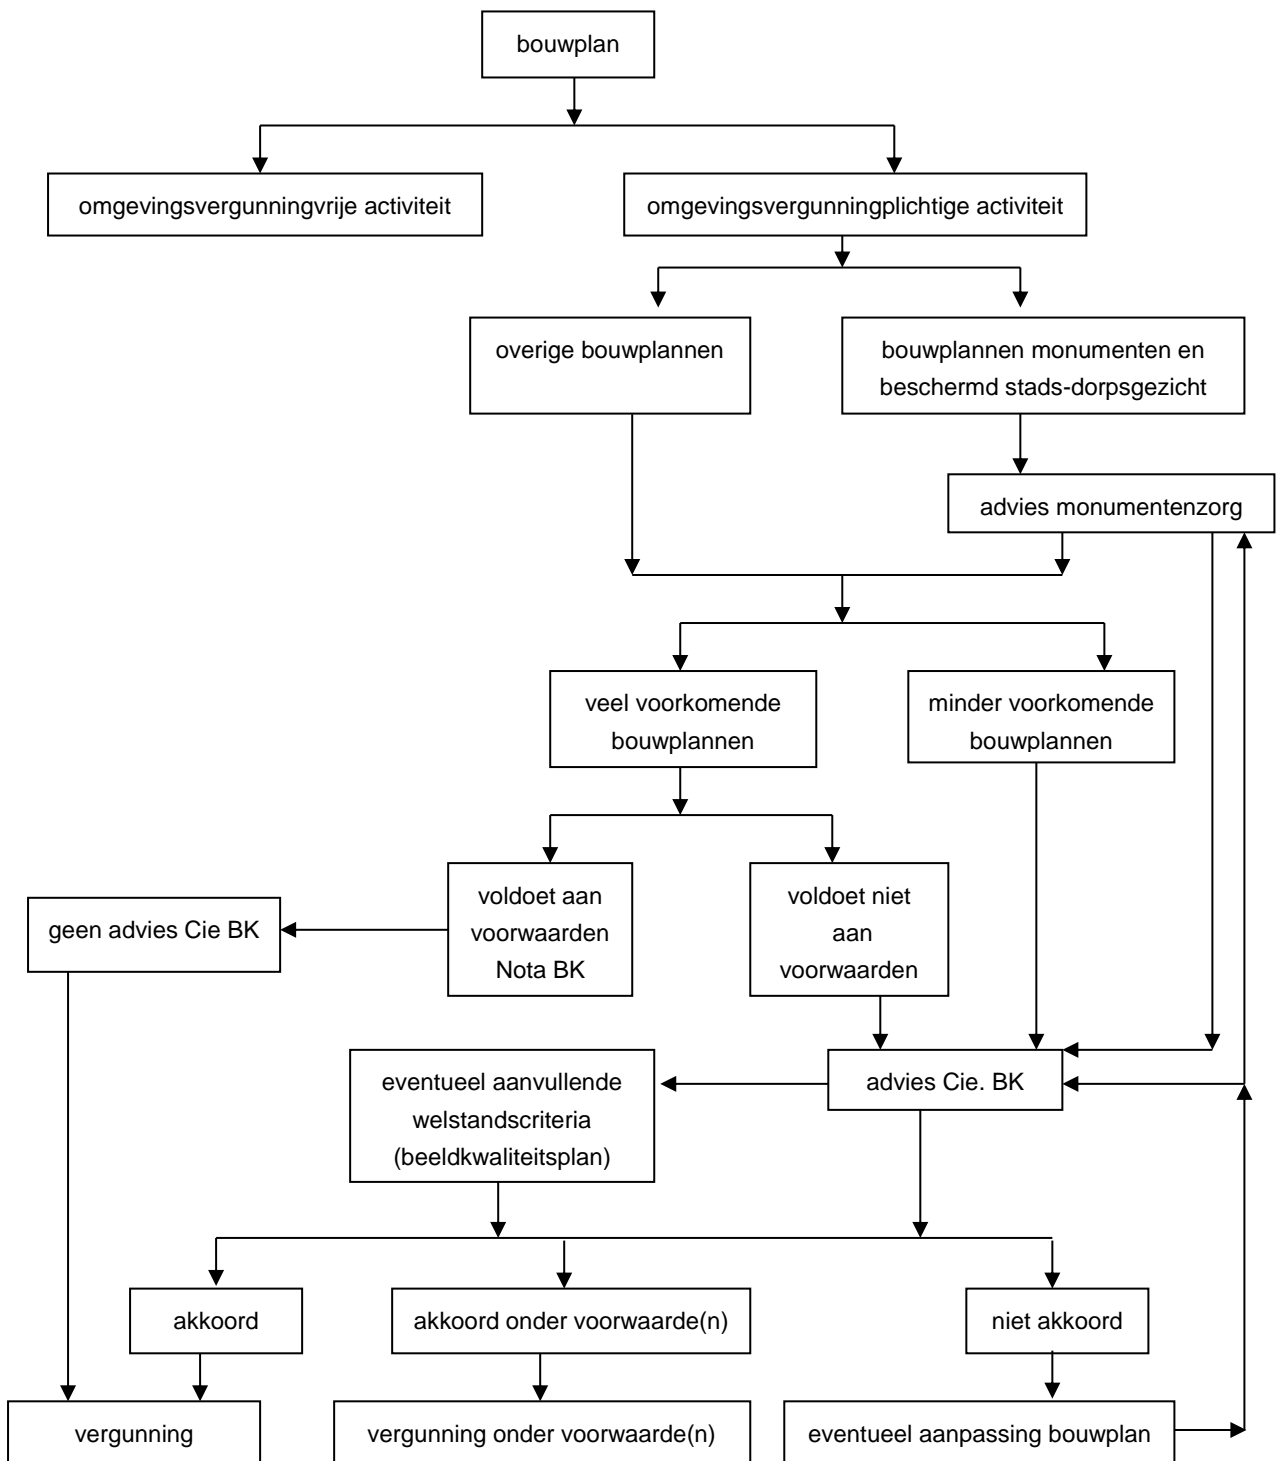 bouwplan
omgevingsvergunningvrije activiteit
omgevingsvergunningplichtige activiteit
overige bouwplannen
bouwplannen monumenten en
beschermd stads-dorpsgezicht
advies monumentenzorg
veel voorkomende
bouwplannen
minder voorkomende
bouwplannen
geen advies Cie BK
voldoet aan
voorwaarden
Nota BK
voldoet niet
aan
voorwaarden
eventueel aanvullende
welstandscriteria
(beeldkwaliteitsplan)
advies Cie. BK
akkoord
akkoord onder voorwaarde(n)
niet akkoord
vergunning
vergunning onder voorwaarde(n)
eventueel aanpassing bouwplan